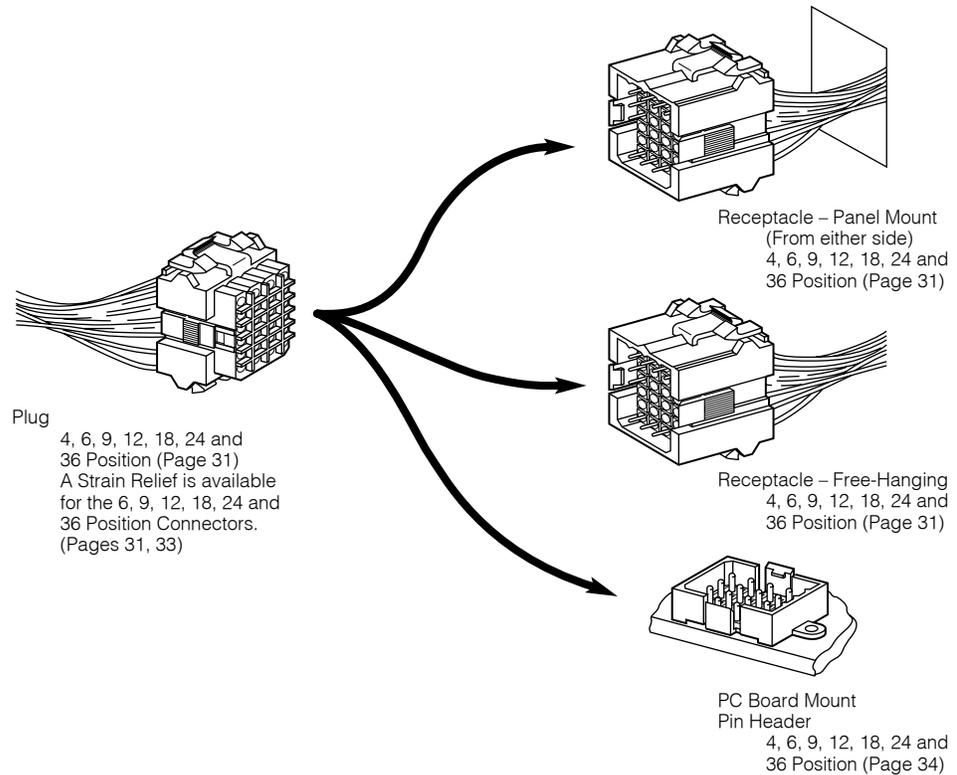 Receptacle – Panel Mount
(From either side)
4, 6, 9, 12, 18, 24 and
36 Position (Page 31)
Plug
4, 6, 9, 12, 18, 24 and
36 Position (Page 31)
A Strain Relief is available
for the 6, 9, 12, 18, 24 and
36 Position Connectors.
(Pages 31, 33)
Receptacle – Free-Hanging
4, 6, 9, 12, 18, 24 and
36 Position (Page 31)
PC Board Mount
Pin Header
4, 6, 9, 12, 18, 24 and
36 Position (Page 34)